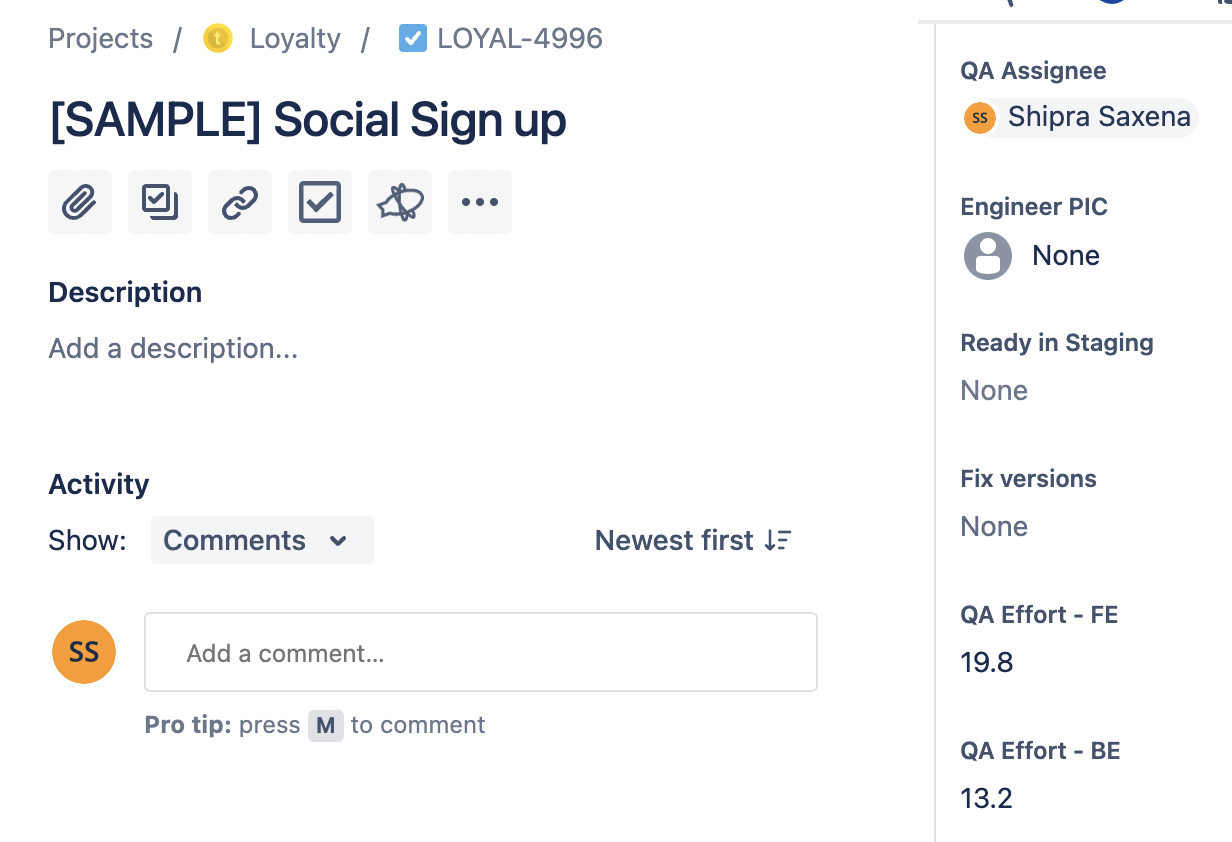 Projects / t Loyalty / LOYAL-4996
[SAMPLE] Social Sign up
Description
Add a description...
Activity
Show: Comments Newest first
SS Add a comment...
Pro tip: press M to comment
QA Assignee
SS Shipra Saxena
Engineer PIC
None
Ready in Staging
None
Fix versions
None
QA Effort - FE
19.8
QA Effort - BE
13.2